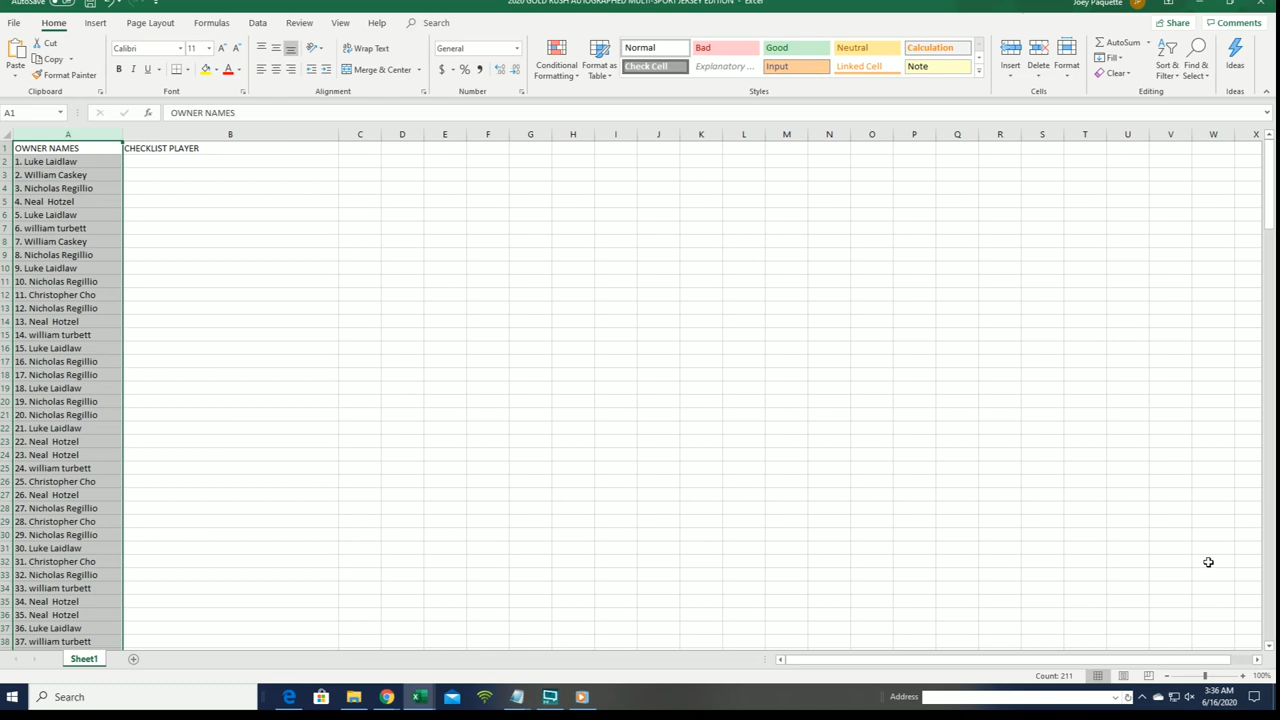 AutoSave
2020 GOLD RUSH AUTOGRAPHED MULTI-SPORT JERSEY EDITION - Excel
Joey Paquette
JP
File Home Insert Page Layout Formulas Data Review View Help Search
Share Comments
Paste Cut Copy Format Painter
Calibri 11
Wrap Text
Merge & Center
General
Conditional Formatting Format as Table
Normal Bad Good Neutral Calculation
Check Cell Explanatory ... Input Linked Cell Note
Insert Delete Format
AutoSum Fill Clear
Sort & Filter Find & Select Ideas
Clipboard Font Alignment Number Styles Cells Editing Ideas
A1 fx OWNER NAMES
A B C D E F G H I J K L M N O P Q R S T U V W X
1 OWNER NAMES CHECKLIST PLAYER
2 1. Luke Laidlaw
3 2. William Caskey
4 3. Nicholas Regillio
5 4. Neal Hotzel
6 5. Luke Laidlaw
7 6. william turbett
8 7. William Caskey
9 8. Nicholas Regillio
10 9. Luke Laidlaw
11 10. Nicholas Regillio
12 11. Christopher Cho
13 12. Nicholas Regillio
14 13. Neal Hotzel
15 14. william turbett
16 15. Luke Laidlaw
17 16. Nicholas Regillio
18 17. Nicholas Regillio
19 18. Luke Laidlaw
20 19. Nicholas Regillio
21 20. Nicholas Regillio
22 21. Luke Laidlaw
23 22. Neal Hotzel
24 23. Neal Hotzel
25 24. william turbett
26 25. Christopher Cho
27 26. Neal Hotzel
28 27. Nicholas Regillio
29 28. Christopher Cho
30 29. Nicholas Regillio
31 30. Luke Laidlaw
32 31. Christopher Cho
33 32. Nicholas Regillio
34 33. william turbett
35 34. Neal Hotzel
36 35. Neal Hotzel
37 36. Luke Laidlaw
38 37. william turbett
Sheet1
Count: 211 100%
Search
Address
3:36 AM
6/16/2020